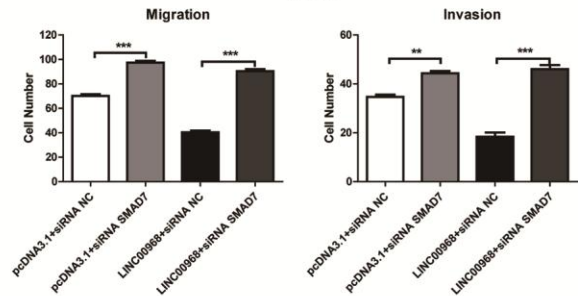 Migration
Cell Number
120
100
80
60
40
20
0
***
***
pcDNA3.1+siRNA NC
pcDNA3.1+siRNA SMAD7
LINC00968+siRNA NC
LINC00968+siRNA SMAD7
Invasion
Cell Number
60
40
20
0
**
***
pcDNA3.1+siRNA NC
pcDNA3.1+siRNA SMAD7
LINC00968+siRNA NC
LINC00968+siRNA SMAD7